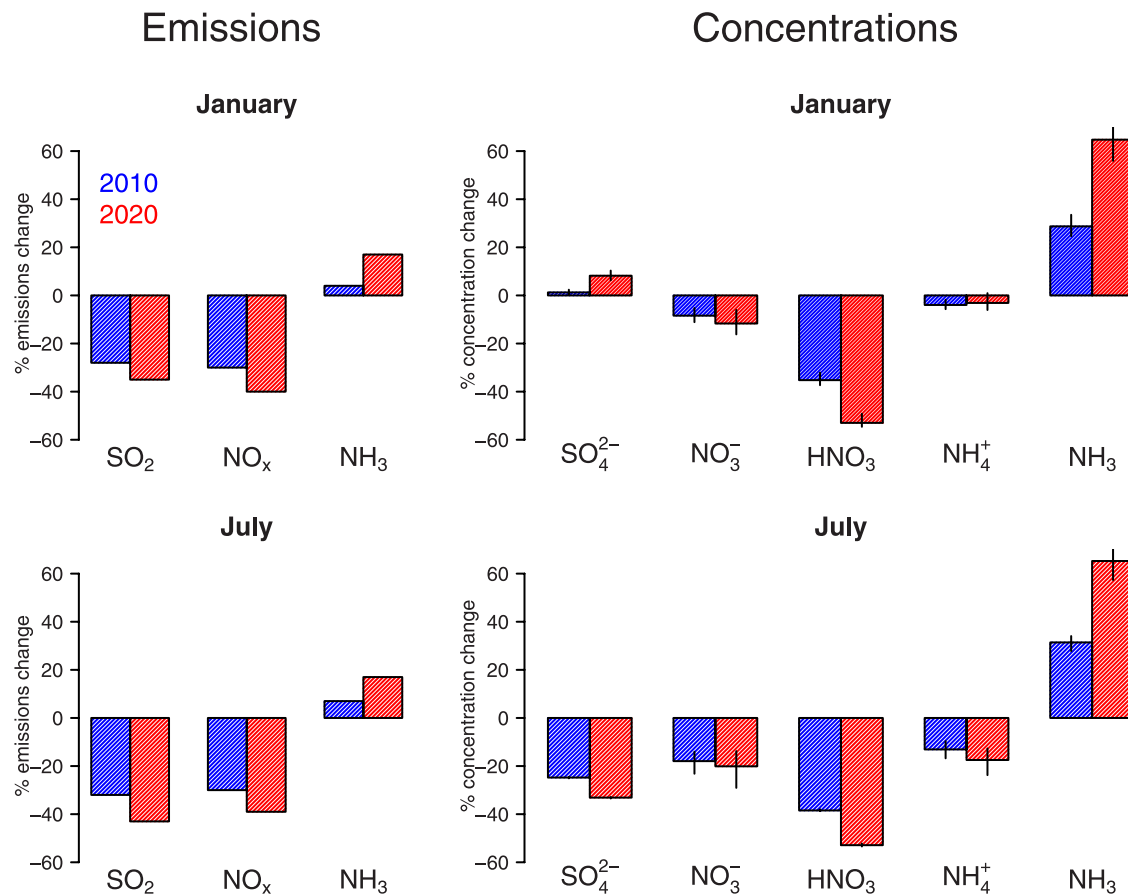 Emissions
Concentrations
January
% emissions change
60
40
20
0
−20
−40
−60
2010
2020
SO₂
NOₓ
NH₃
January
% concentration change
60
40
20
0
−20
−40
−60
SO₄²⁻
NO₃⁻
HNO₃
NH₄⁺
NH₃
July
% emissions change
60
40
20
0
−20
−40
−60
SO₂
NOₓ
NH₃
July
% concentration change
60
40
20
0
−20
−40
−60
SO₄²⁻
NO₃⁻
HNO₃
NH₄⁺
NH₃